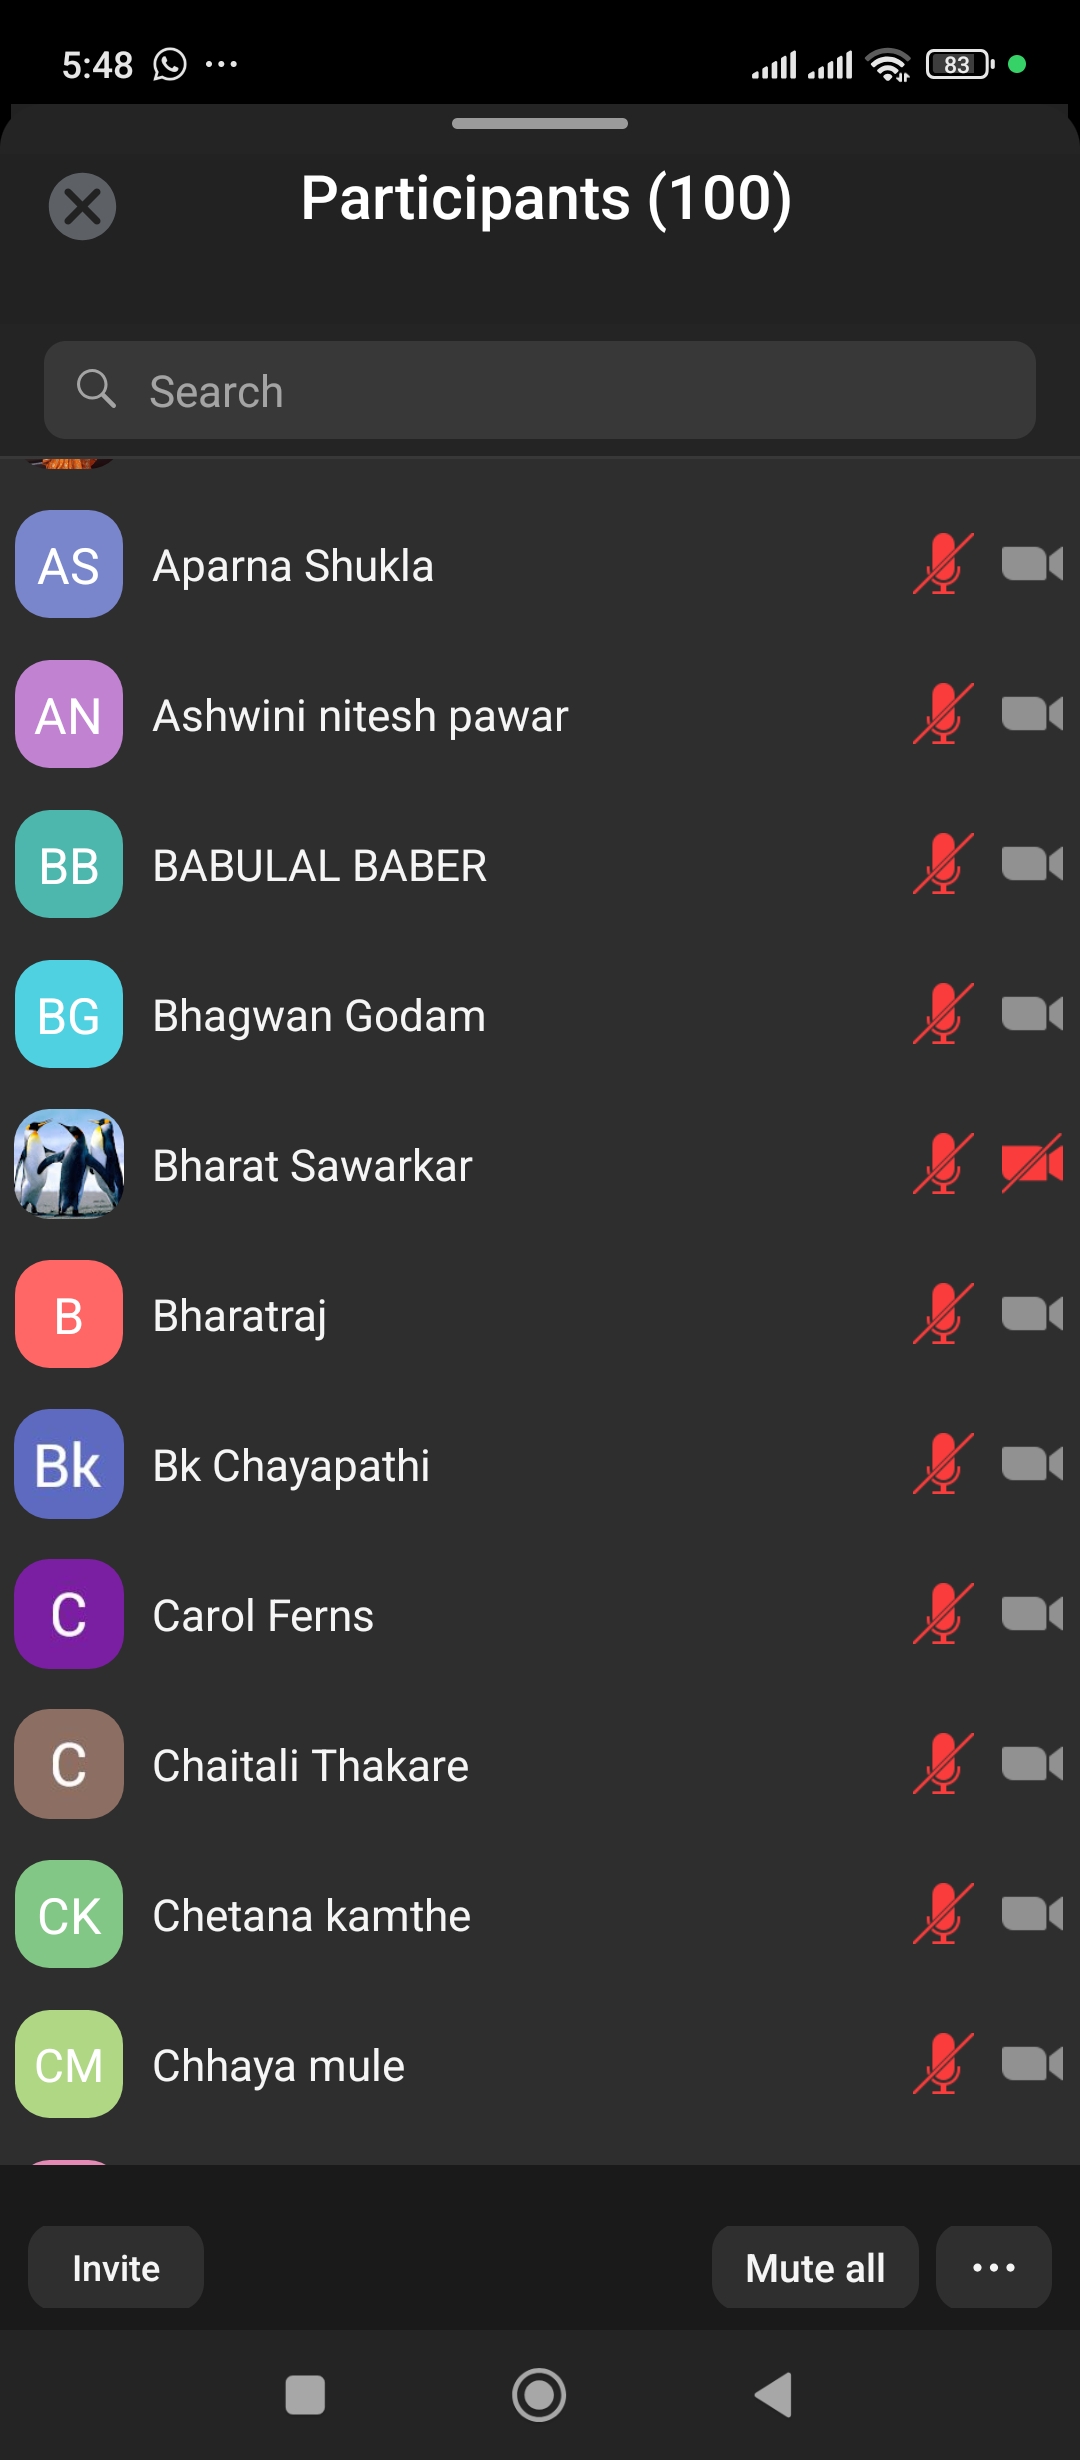 5:48
83
Participants (100)
Search
AS Aparna Shukla
AN Ashwini nitesh pawar
BB BABULAL BABER
BG Bhagwan Godam
Bharat Sawarkar
B Bharatraj
Bk Bk Chayapathi
C Carol Ferns
C Chaitali Thakare
CK Chetana kamthe
CM Chhaya mule
Invite Mute all